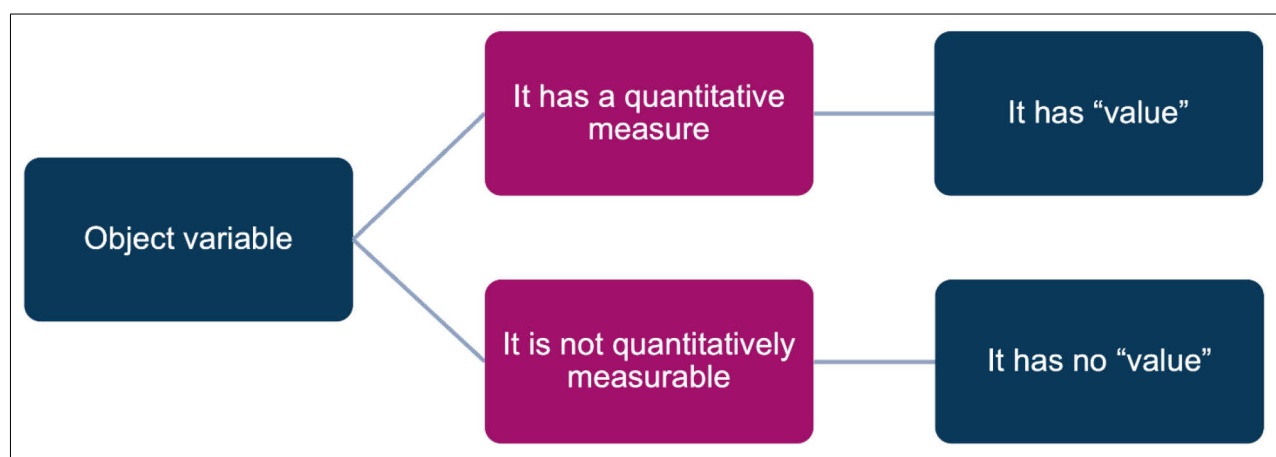 Object variable
It has a quantitative
measure
It has “value”
It is not quantitatively
measurable
It has no “value”